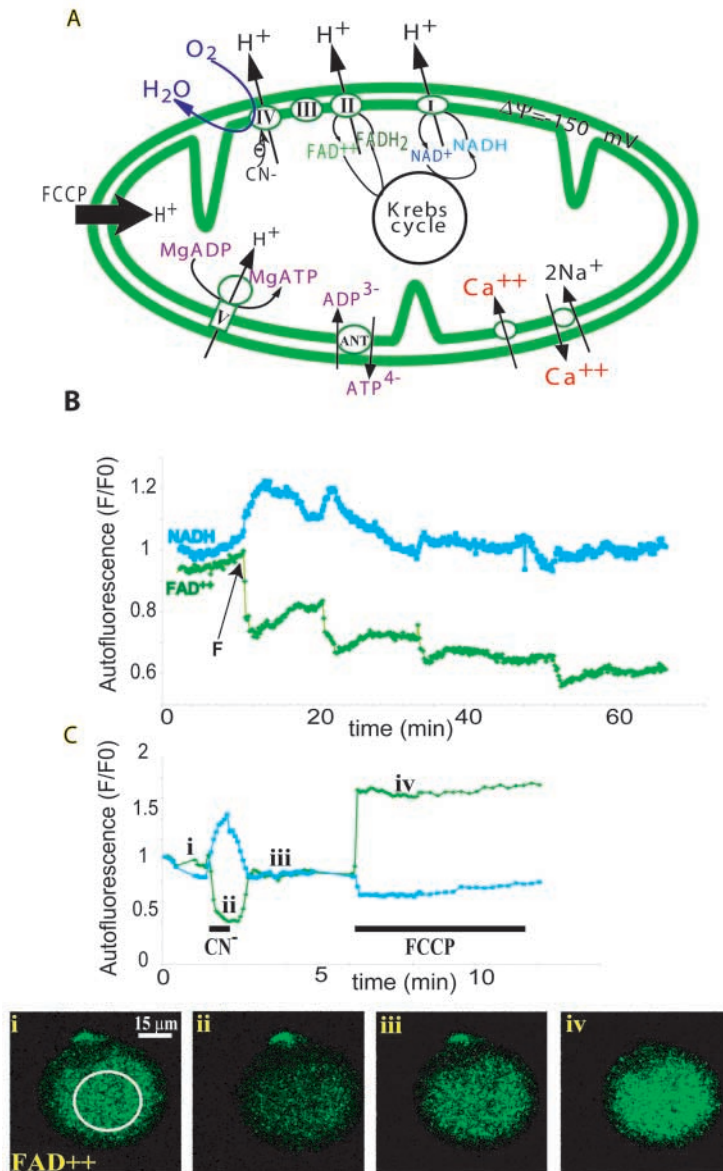 A
O2
H2O
H+
H+
H+
IV
III
II
I
ΔΨ=-150 mV
Θ
CN-
FAD++
FADH2
NAD+
NADH
FCCP
H+
Krebs
cycle
MgADP
H+
MgATP
V
ADP3-
ANT
ATP4-
Ca++
2Na+
Ca++
B
Autofluorescence (F/F0)
1.2
1
0.8
0.6
NADH
FAD++
F
0
20
40
60
time (min)
C
Autofluorescence (F/F0)
2
1.5
1
0.5
0
i
ii
iii
iv
CN-
FCCP
5
10
time (min)
i
15 μm
FAD++
ii
iii
iv